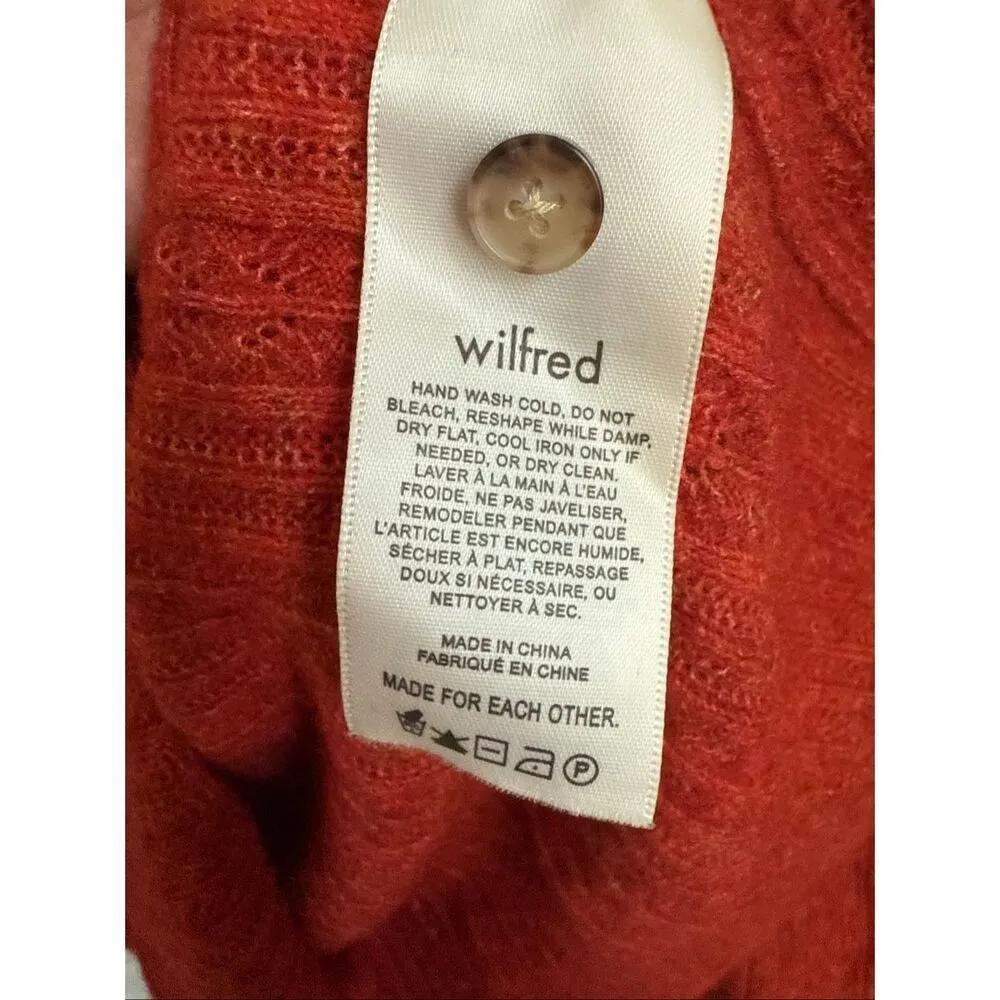 wilfred
HAND WASH COLD, DO NOT
BLEACH, RESHAPE WHILE DAMP,
DRY FLAT, COOL IRON ONLY IF
NEEDED, OR DRY CLEAN.
LAVER À LA MAIN À L'EAU
FROIDE, NE PAS JAVELISER,
REMODELER PENDANT QUE
L'ARTICLE EST ENCORE HUMIDE,
SÉCHER À PLAT, REPASSAGE
DOUX SI NÉCESSAIRE, OU
NETTOYER À SEC.
MADE IN CHINA
FABRIQUÉ EN CHINE
MADE FOR EACH OTHER.
P